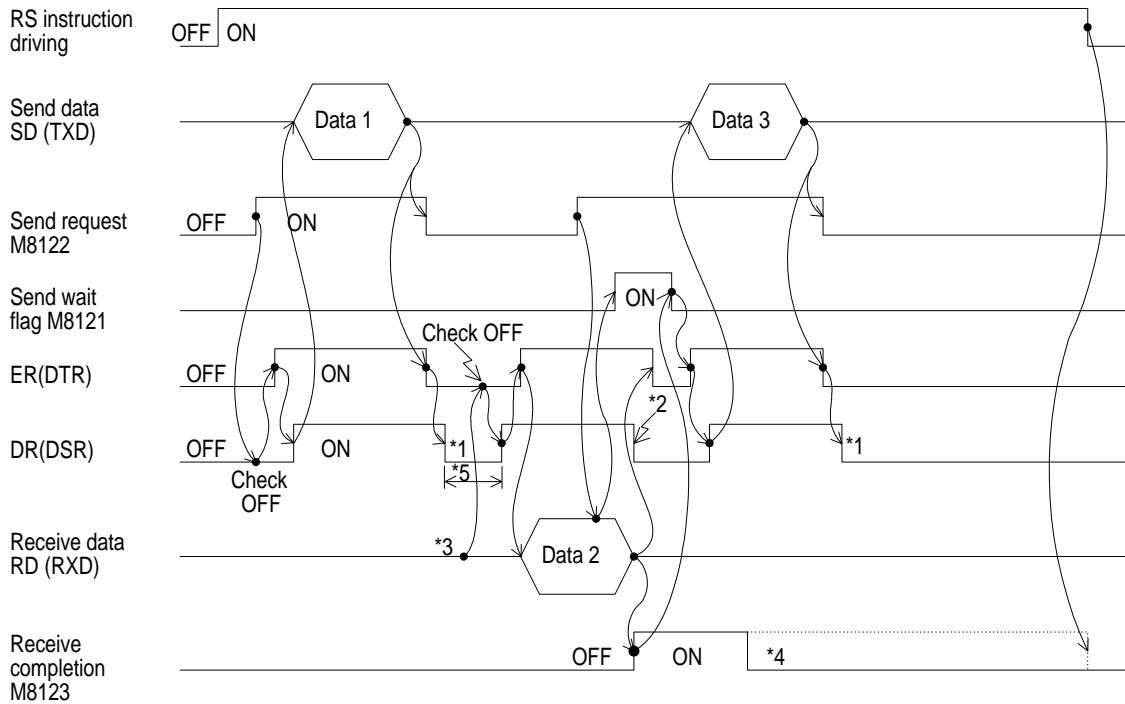 RS instruction
driving
OFF ON
Send data
SD (TXD)
Data 1
Data 3
Send request
M8122
OFF ON
Send wait
flag M8121
ON
Check OFF
ER(DTR)
OFF ON
*2
DR(DSR)
OFF ON
*1
*1
*5
Check
OFF
Receive data
RD (RXD)
*3
Data 2
Receive
completion
M8123
OFF ON *4